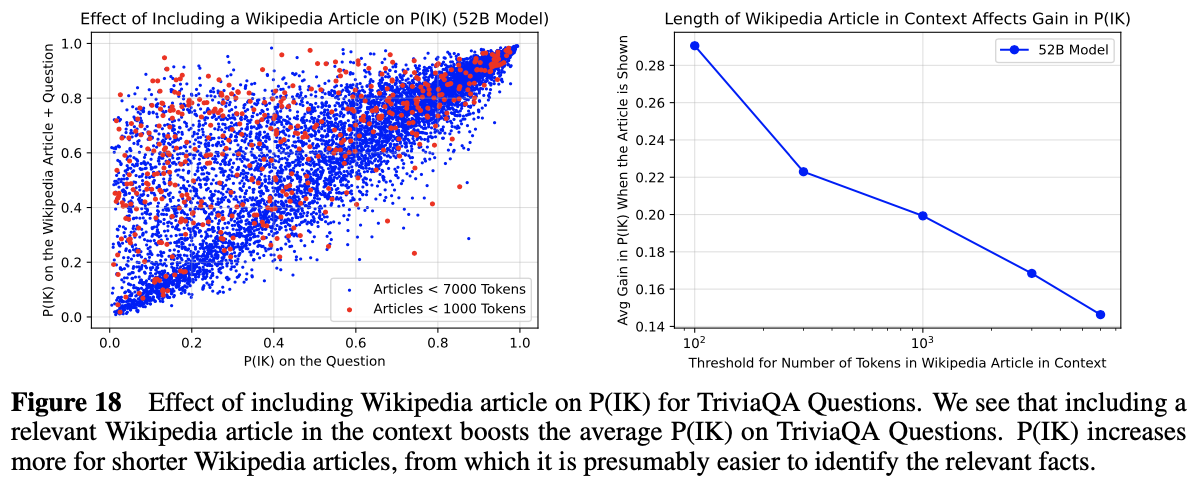 Effect of Including a Wikipedia Article on P(IK) (52B Model)
P(IK) on the Wikipedia Article + Question
1.0
0.8
0.6
0.4
0.2
0.0
Articles < 7000 Tokens
Articles < 1000 Tokens
0.0 0.2 0.4 0.6 0.8 1.0
P(IK) on the Question
Length of Wikipedia Article in Context Affects Gain in P(IK)
Avg Gain in P(IK) When the Article is Shown
52B Model
0.28
0.26
0.24
0.22
0.20
0.18
0.16
0.14
10² 10³
Threshold for Number of Tokens in Wikipedia Article in Context
Figure 18 Effect of including Wikipedia article on P(IK) for TriviaQA Questions. We see that including a
relevant Wikipedia article in the context boosts the average P(IK) on TriviaQA Questions. P(IK) increases
more for shorter Wikipedia articles, from which it is presumably easier to identify the relevant facts.